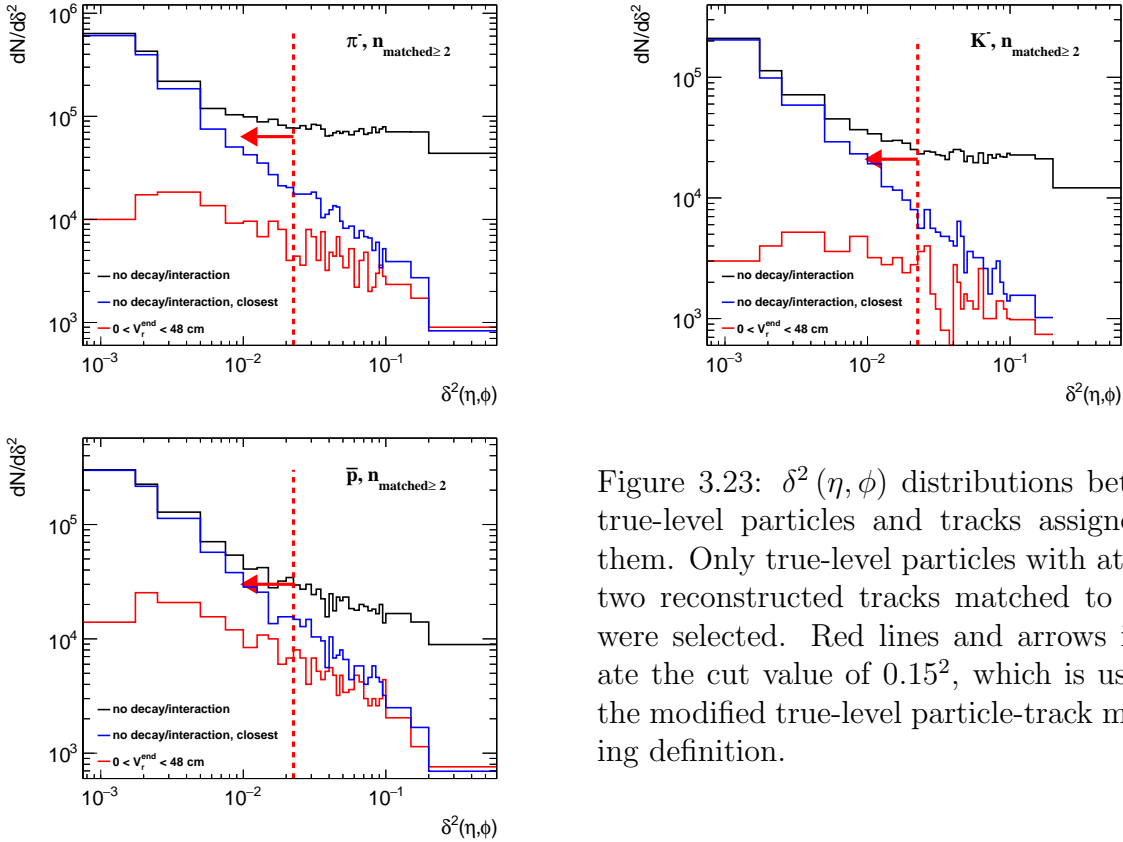 dN/dδ²
10⁶
10⁵
10⁴
10³
π⁻, n matched≥ 2
no decay/interaction
no decay/interaction, closest
0 < V_r^end < 48 cm
10⁻³ 10⁻² 10⁻¹
δ²(η,φ)
dN/dδ²
10⁵
10⁴
10³
K⁻, n matched≥ 2
no decay/interaction
no decay/interaction, closest
0 < V_r^end < 48 cm
10⁻³ 10⁻² 10⁻¹
δ²(η,φ)
dN/dδ²
10⁵
10⁴
10³
p̅, n matched≥ 2
no decay/interaction
no decay/interaction, closest
0 < V_r^end < 48 cm
10⁻³ 10⁻² 10⁻¹
δ²(η,φ)
Figure 3.23: δ² (η, ϕ) distributions bet
true-level particles and tracks assigne
them. Only true-level particles with at
two reconstructed tracks matched to
were selected. Red lines and arrows i
ate the cut value of 0.15², which is us
the modified true-level particle-track m
ing definition.